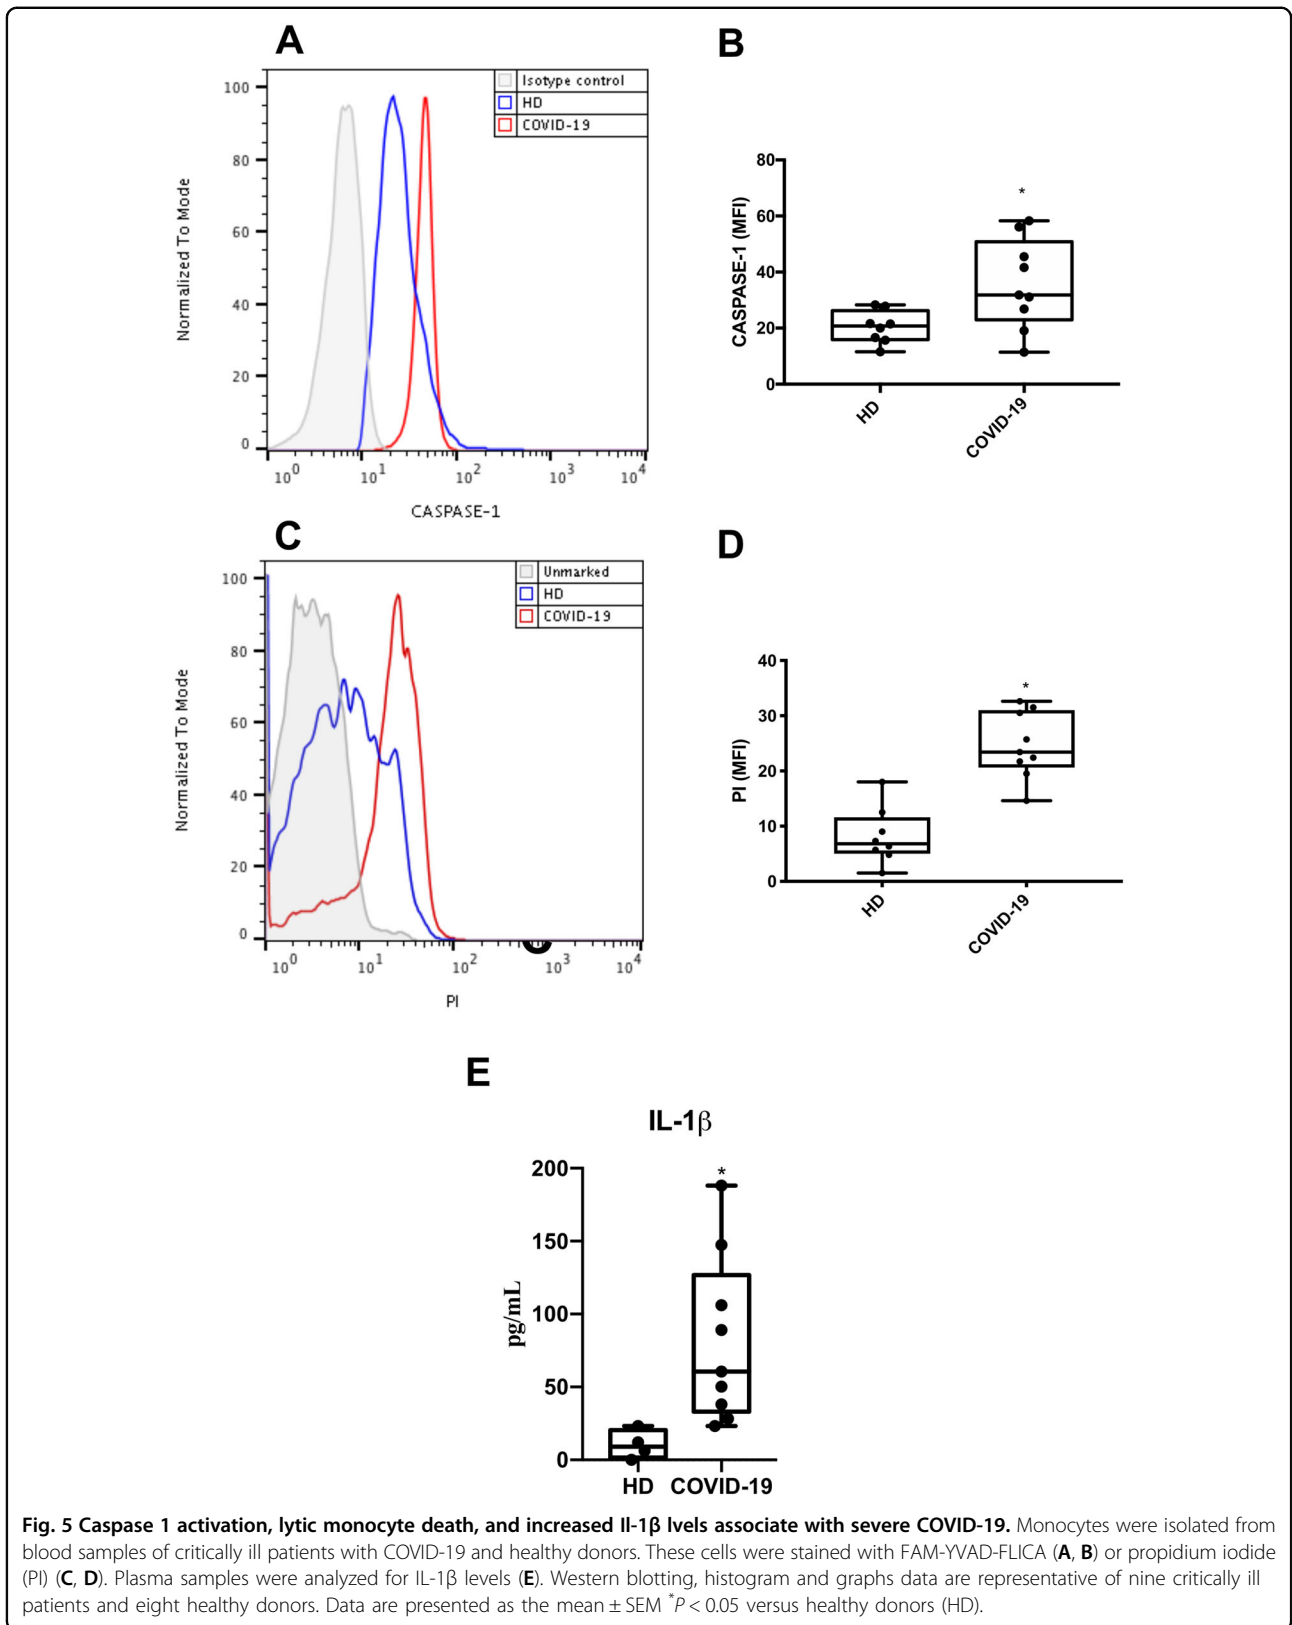 A
Isotype control
HD
COVID-19
100
80
60
40
20
0
Normalized To Mode
10^0 10^1 10^2 10^3 10^4
CASPASE-1
B
80
60
40
20
0
CASPASE-1 (MFI)
*
HD
COVID-19
C
Unmarked
HD
COVID-19
100
80
60
40
20
0
Normalized To Mode
10^0 10^1 10^2 10^3 10^4
PI
D
40
30
20
10
0
PI (MFI)
*
HD
COVID-19
E
IL-1β
200
150
100
50
0
pg/mL
*
HD COVID-19
Fig. 5 Caspase 1 activation, lytic monocyte death, and increased Il-1β lvels associate with severe COVID-19. Monocytes were isolated from
blood samples of critically ill patients with COVID-19 and healthy donors. These cells were stained with FAM-YVAD-FLICA (A, B) or propidium iodide
(PI) (C, D). Plasma samples were analyzed for IL-1β levels (E). Western blotting, histogram and graphs data are representative of nine critically ill
patients and eight healthy donors. Data are presented as the mean ± SEM *P < 0.05 versus healthy donors (HD).